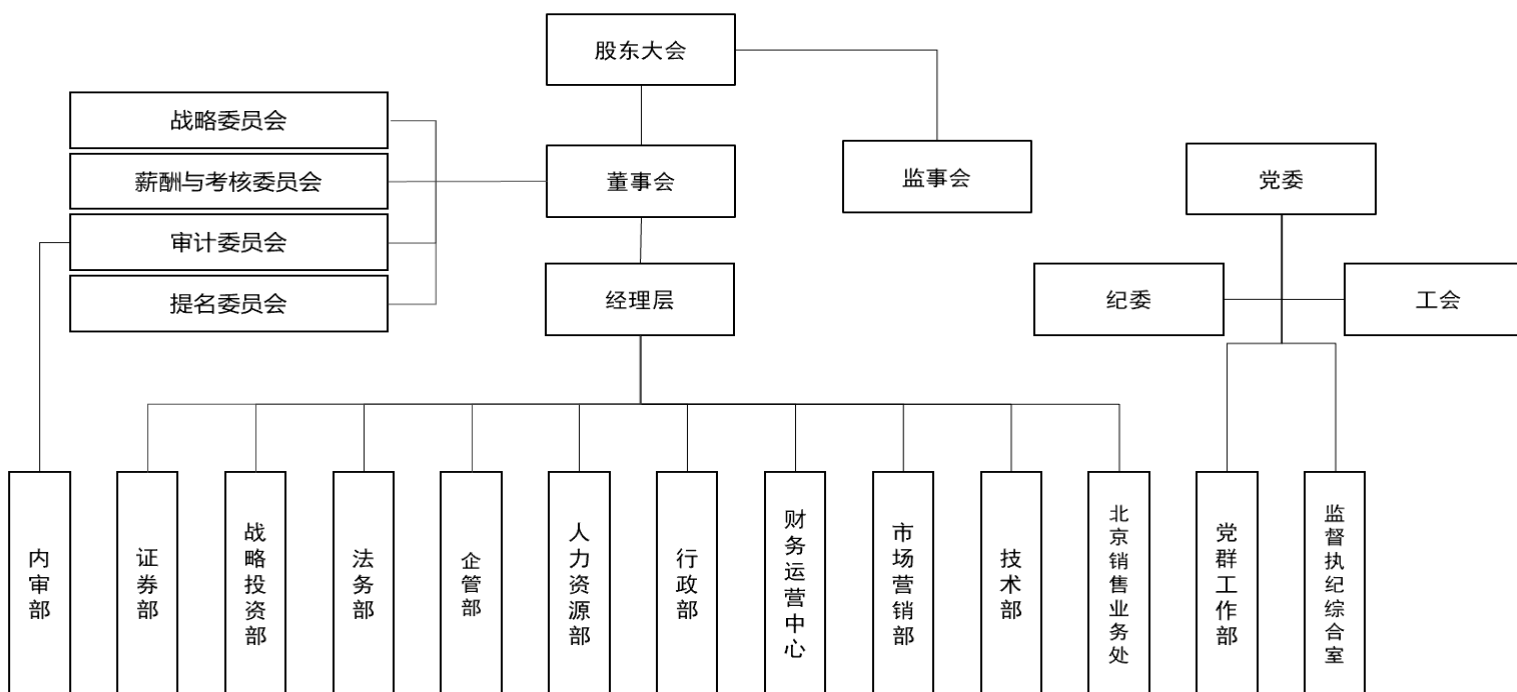 股东大会
战略委员会
薪酬与考核委员会
董事会
监事会
党委
审计委员会
提名委员会
经理层
纪委
工会
内审部
证券部
战略投资部
法务部
企管部
人力资源部
行政部
财务运营中心
市场营销部
技术部
北京销售业务处
党群工作部
监督执纪综合室